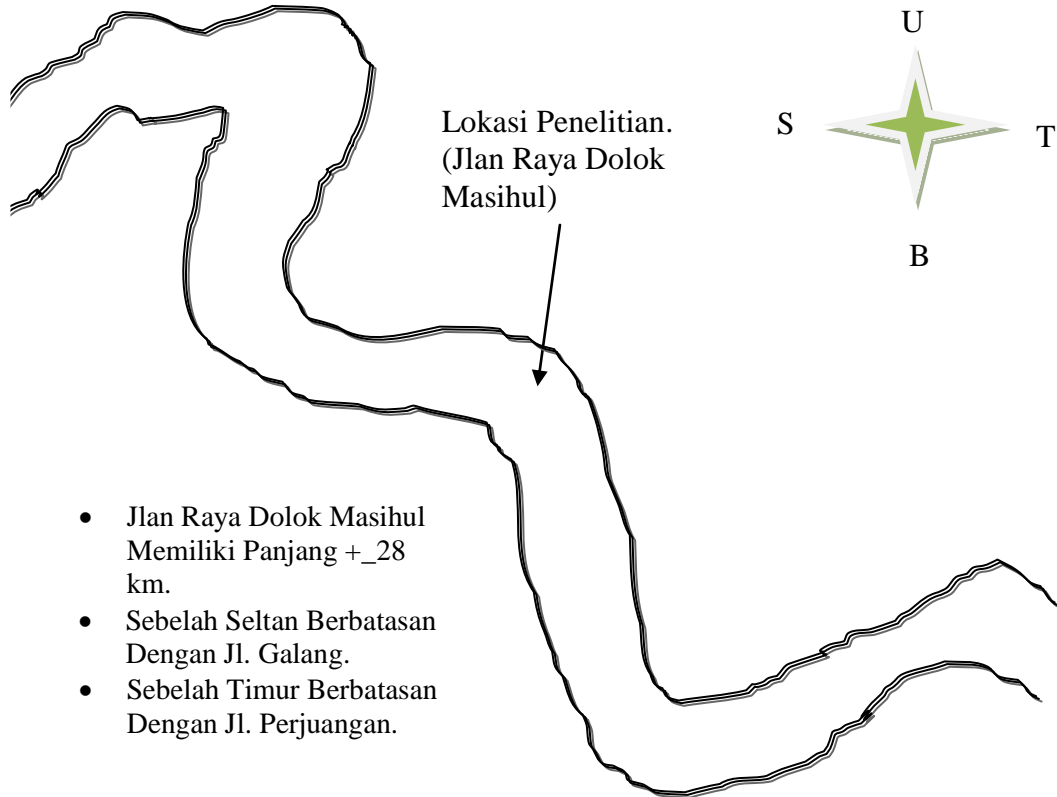 U
S
T
B
Lokasi Penelitian.
(Jlan Raya Dolok
Masihul)
• Jlan Raya Dolok Masihul
Memiliki Panjang +_28
km.
• Sebelah Seltan Berbatasan
Dengan Jl. Galang.
• Sebelah Timur Berbatasan
Dengan Jl. Perjuangan.